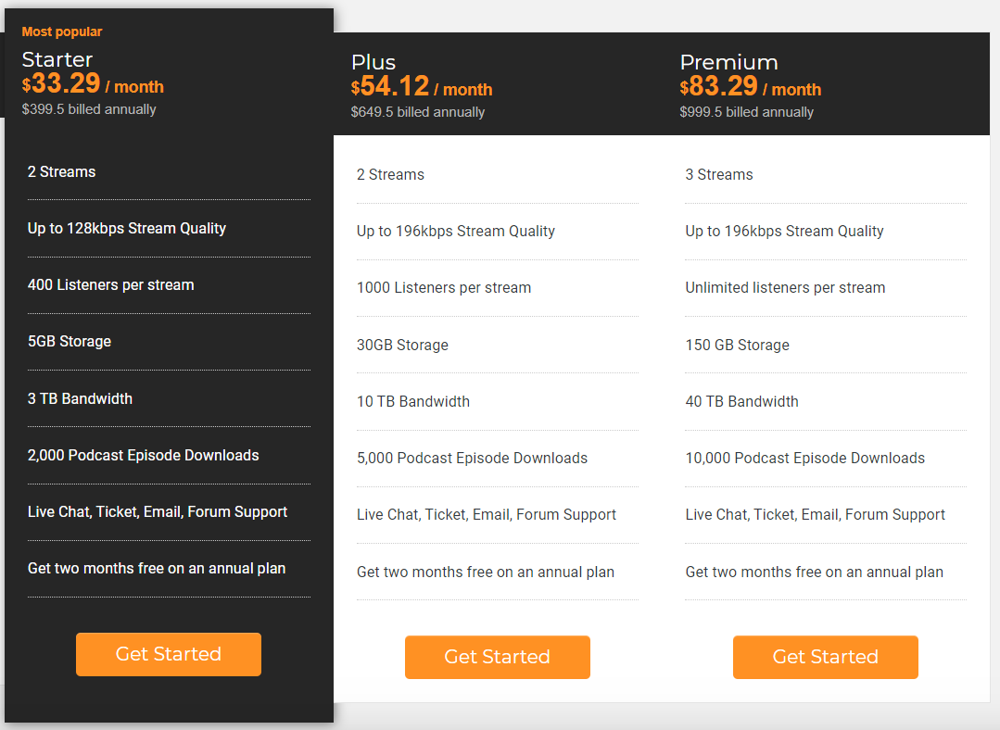 Most popular
Starter
$33.29 / month
$399.5 billed annually
2 Streams
Up to 128kbps Stream Quality
400 Listeners per stream
5GB Storage
3 TB Bandwidth
2,000 Podcast Episode Downloads
Live Chat, Ticket, Email, Forum Support
Get two months free on an annual plan
Get Started
Plus
$54.12 / month
$649.5 billed annually
2 Streams
Up to 196kbps Stream Quality
1000 Listeners per stream
30GB Storage
10 TB Bandwidth
5,000 Podcast Episode Downloads
Live Chat, Ticket, Email, Forum Support
Get two months free on an annual plan
Get Started
Premium
$83.29 / month
$999.5 billed annually
3 Streams
Up to 196kbps Stream Quality
Unlimited listeners per stream
150 GB Storage
40 TB Bandwidth
10,000 Podcast Episode Downloads
Live Chat, Ticket, Email, Forum Support
Get two months free on an annual plan
Get Started